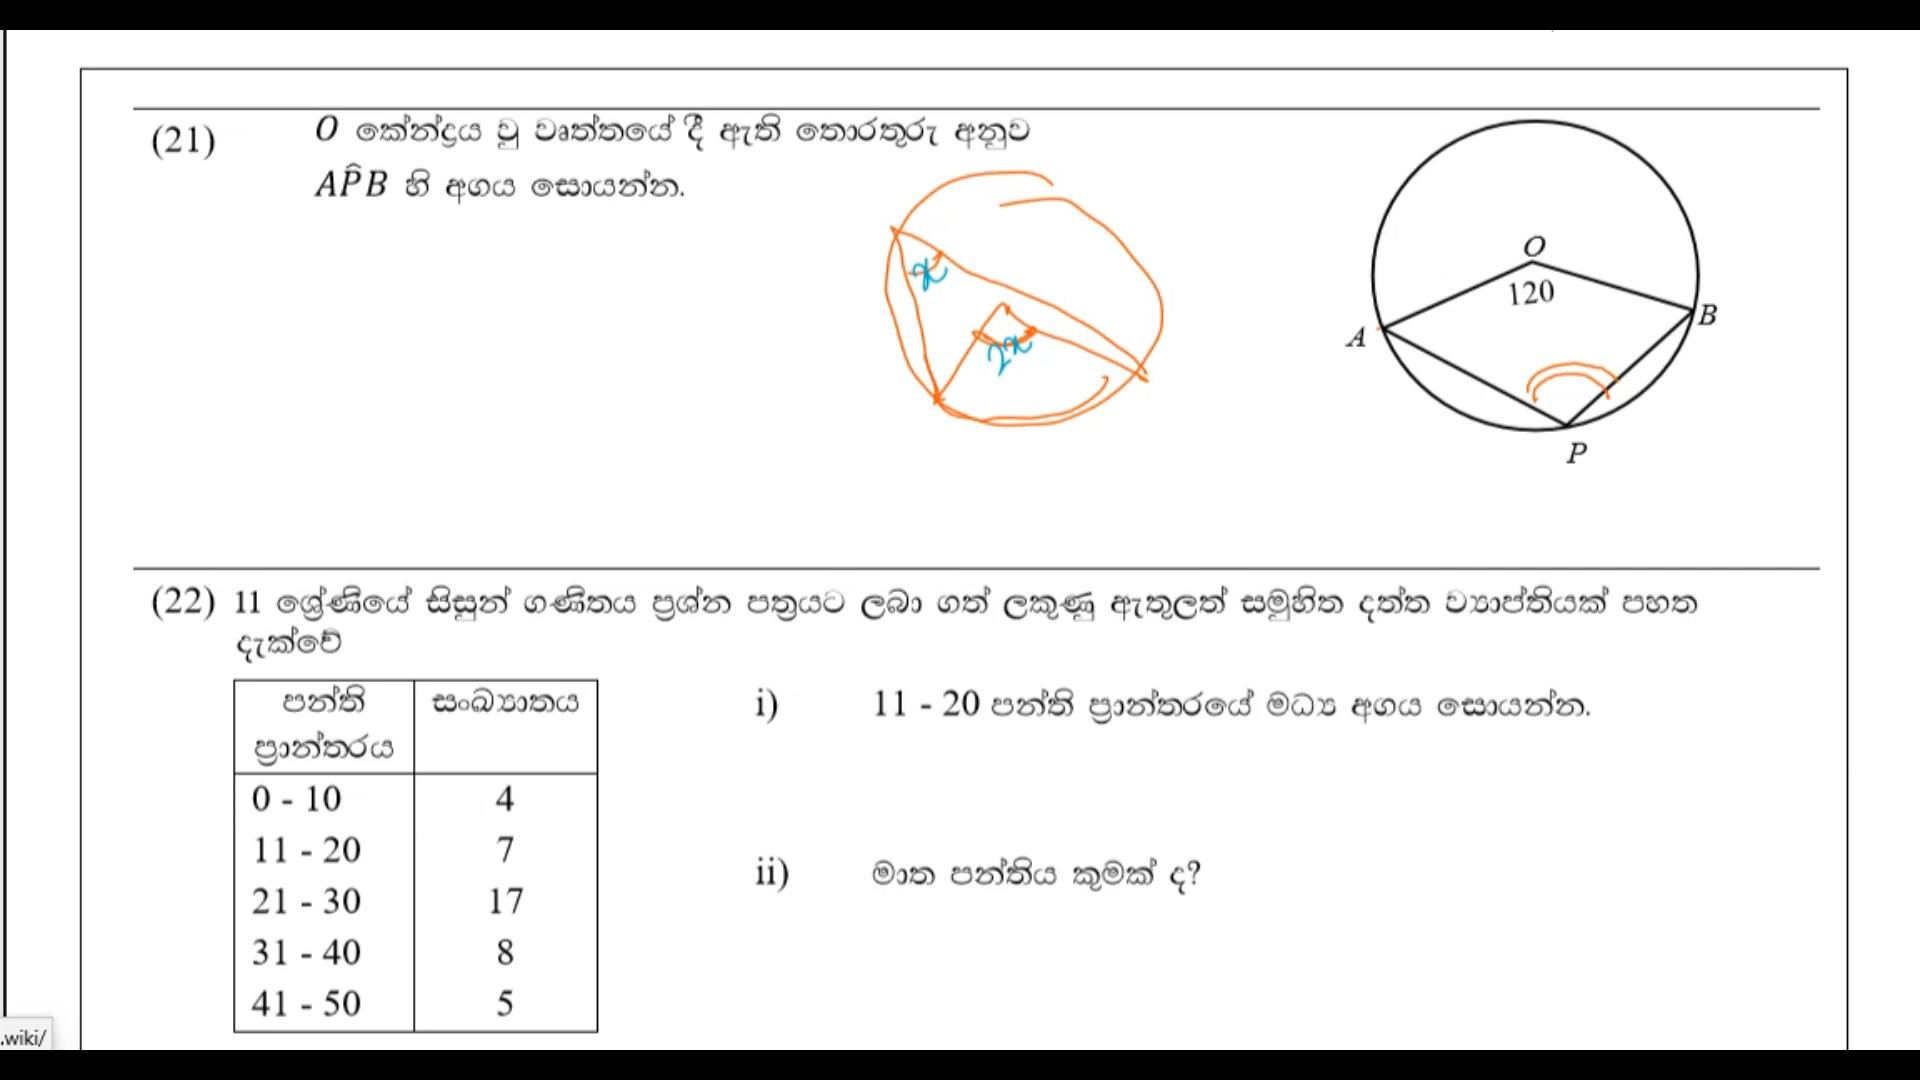 (21) O කේන්ද්‍රය වූ වෘත්තයේ දී ඇති තොරතුරු අනුව
AP̂B හි අගය සොයන්න.
x
2x
O
120
A
B
P
(22) 11 ශ්‍රේණියේ සිසුන් ගණිතය ප්‍රශ්න පත්‍රයට ලබා ගත් ලකුණු ඇතුලත් සමුහිත දත්ත ව්‍යාප්තියක් පහත
දැක්වේ
පන්ති ප්‍රාන්තරය සංඛ්‍යාතය
0 - 10 4
11 - 20 7
21 - 30 17
31 - 40 8
41 - 50 5
i) 11 - 20 පන්ති ප්‍රාන්තරයේ මධ්‍ය අගය සොයන්න.
ii) මාත පන්තිය කුමක් ද?
.wiki/